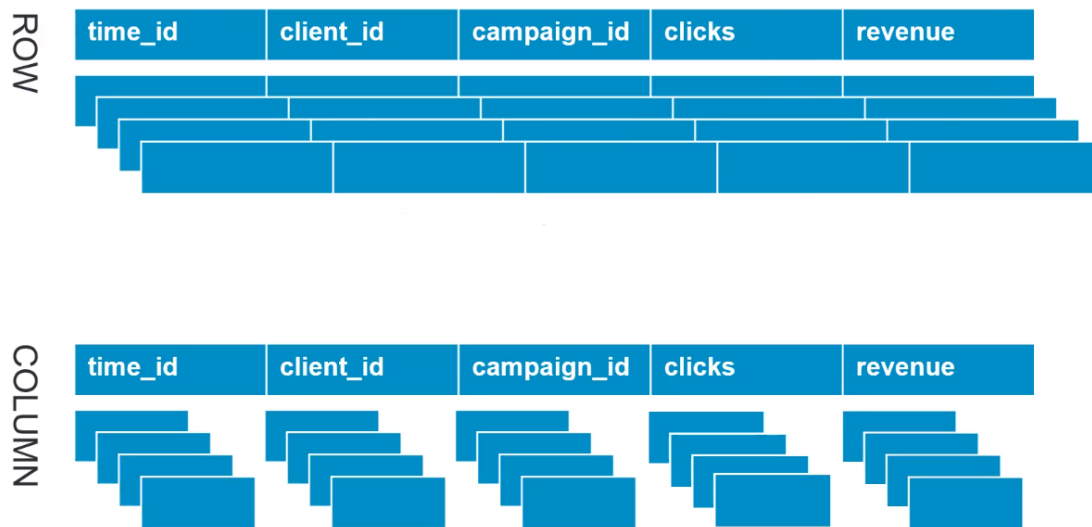 ROW
time_id client_id campaign_id clicks revenue
COLUMN
time_id client_id campaign_id clicks revenue